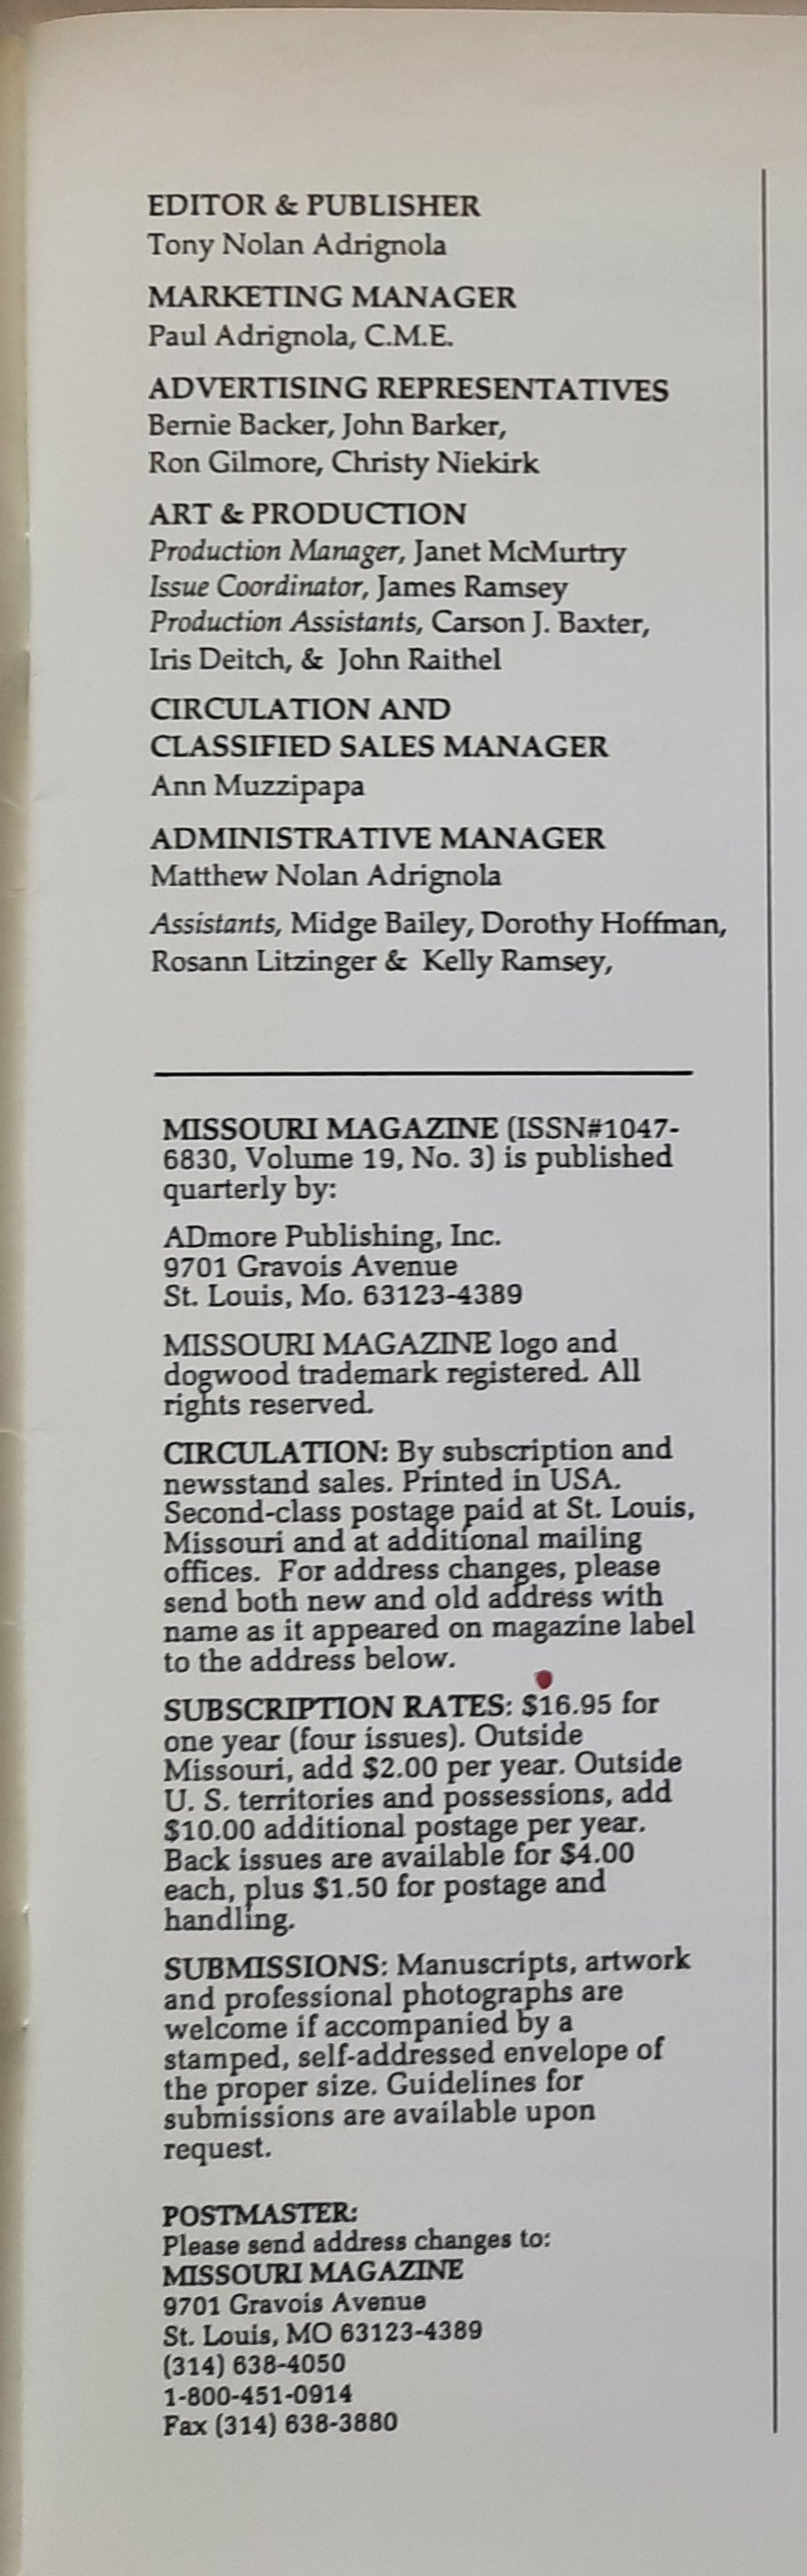 EDITOR & PUBLISHER
Tony Nolan Adrignola
MARKETING MANAGER
Paul Adrignola, C.M.E.
ADVERTISING REPRESENTATIVES
Bernie Backer, John Barker,
Ron Gilmore, Christy Niekirk
ART & PRODUCTION
Production Manager, Janet McMurtry
Issue Coordinator, James Ramsey
Production Assistants, Carson J. Baxter,
Iris Deitch, & John Raithel
CIRCULATION AND
CLASSIFIED SALES MANAGER
Ann Muzzipapa
ADMINISTRATIVE MANAGER
Matthew Nolan Adrignola
Assistants, Midge Bailey, Dorothy Hoffman,
Rosann Litzinger & Kelly Ramsey,
MISSOURI MAGAZINE (ISSN#1047-
6830, Volume 19, No. 3) is published
quarterly by:
ADmore Publishing, Inc.
9701 Gravois Avenue
St. Louis, Mo. 63123-4389
MISSOURI MAGAZINE logo and
dogwood trademark registered. All
rights reserved.
CIRCULATION: By subscription and
newsstand sales. Printed in USA.
Second-class postage paid at St. Louis,
Missouri and at additional mailing
offices. For address changes, please
send both new and old address with
name as it appeared on magazine label
to the address below.
SUBSCRIPTION RATES: $16.95 for
one year (four issues). Outside
Missouri, add $2.00 per year. Outside
U. S. territories and possessions, add
$10.00 additional postage per year.
Back issues are available for $4.00
each, plus $1.50 for postage and
handling.
SUBMISSIONS: Manuscripts, artwork
and professional photographs are
welcome if accompanied by a
stamped, self-addressed envelope of
the proper size. Guidelines for
submissions are available upon
request.
POSTMASTER:
Please send address changes to:
MISSOURI MAGAZINE
9701 Gravois Avenue
St. Louis, MO 63123-4389
(314) 638-4050
1-800-451-0914
Fax (314) 638-3880